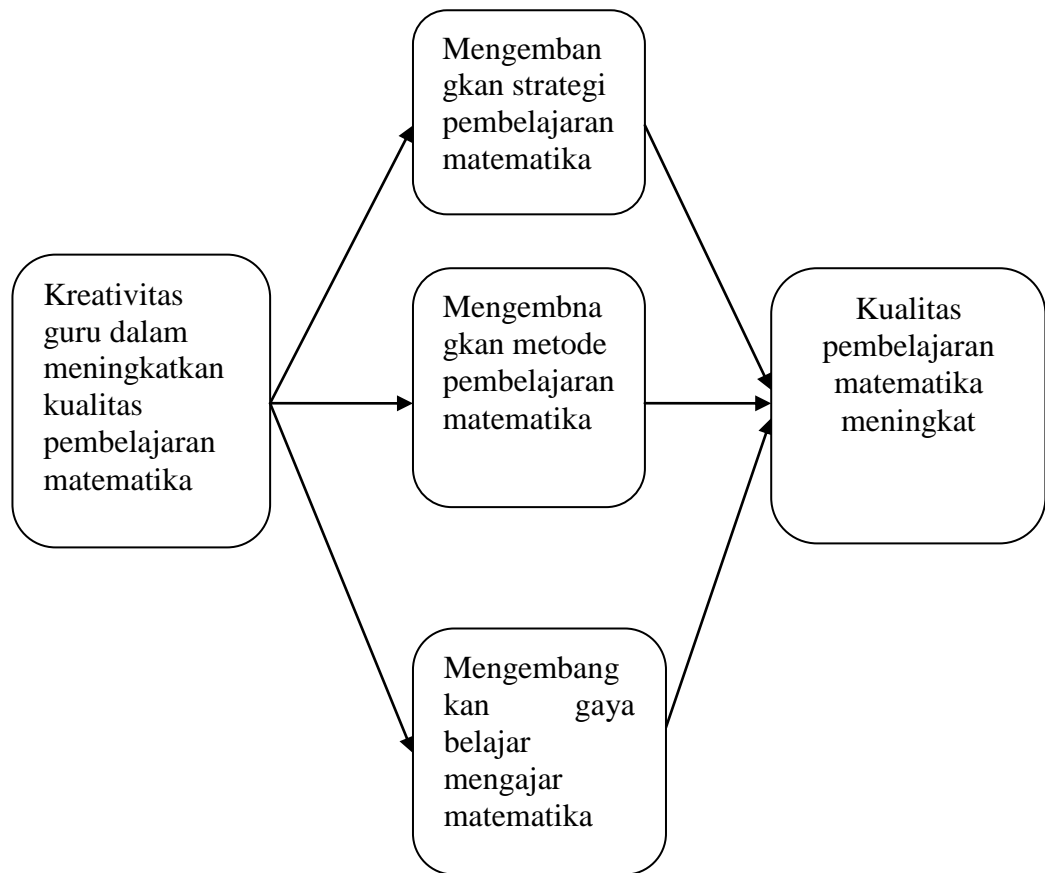 Mengemban
gkan strategi
pembelajaran
matematika
Kreativitas
guru dalam
meningkatkan
kualitas
pembelajaran
matematika
Mengembna
gkan metode
pembelajaran
matematika
Kualitas
pembelajaran
matematika
meningkat
Mengembang
kan gaya
belajar
mengajar
matematika